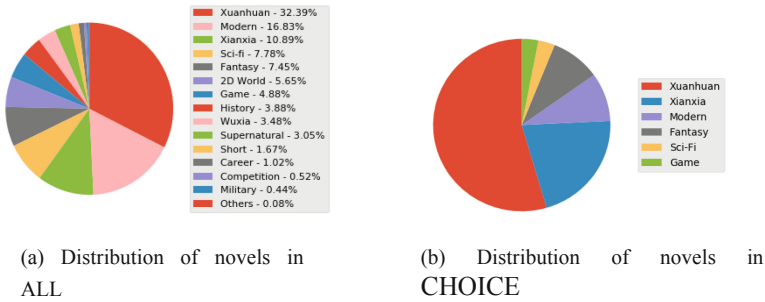 Xuanhuan - 32.39%
Modern - 16.83%
Xianxia - 10.89%
Sci-fi - 7.78%
Fantasy - 7.45%
2D World - 5.65%
Game - 4.88%
History - 3.88%
Wuxia - 3.48%
Supernatural - 3.05%
Short - 1.67%
Career - 1.02%
Competition - 0.52%
Military - 0.44%
Others - 0.08%
(a) Distribution of novels in
ALL
Xuanhuan
Xianxia
Modern
Fantasy
Sci-Fi
Game
(b) Distribution of novels in
CHOICE